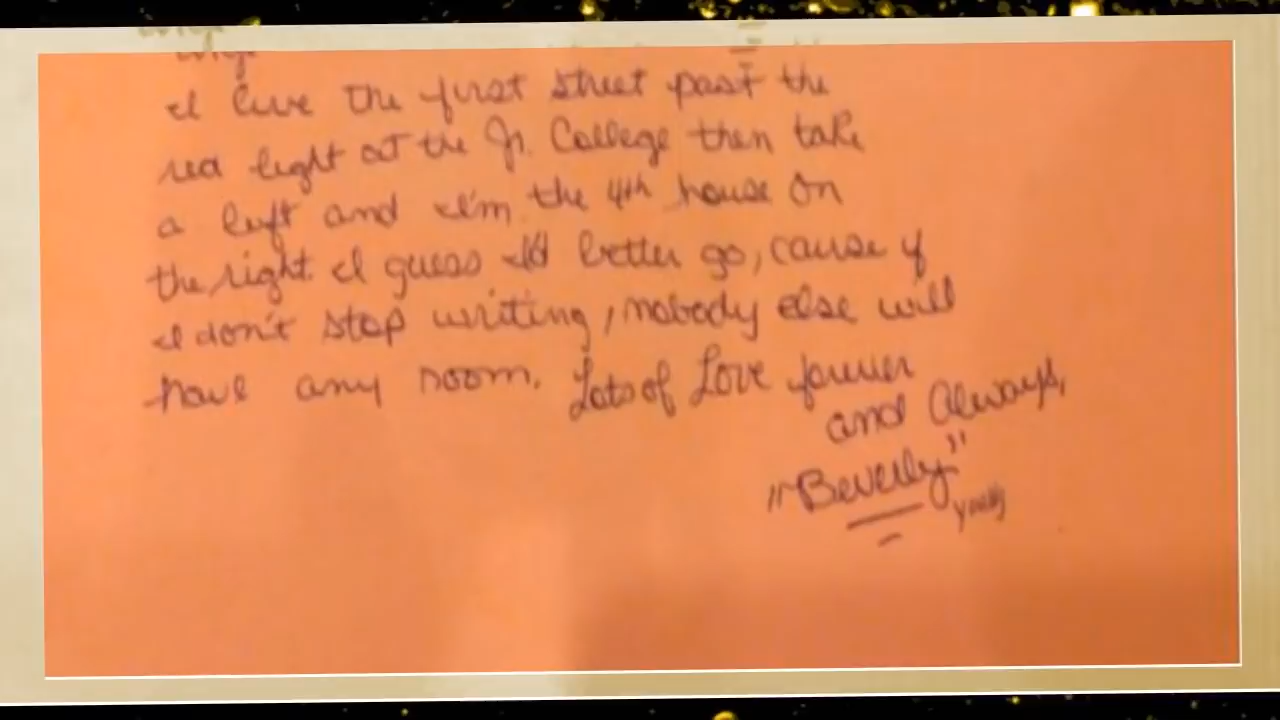 I live the first street past the
red light at the Jr. College then take
a left and I'm the 4th house on
the right. I guess I'd better go, cause if
I don't stop writing, nobody else will
have any room. Lots of Love forever
and Always,
"Beverly"